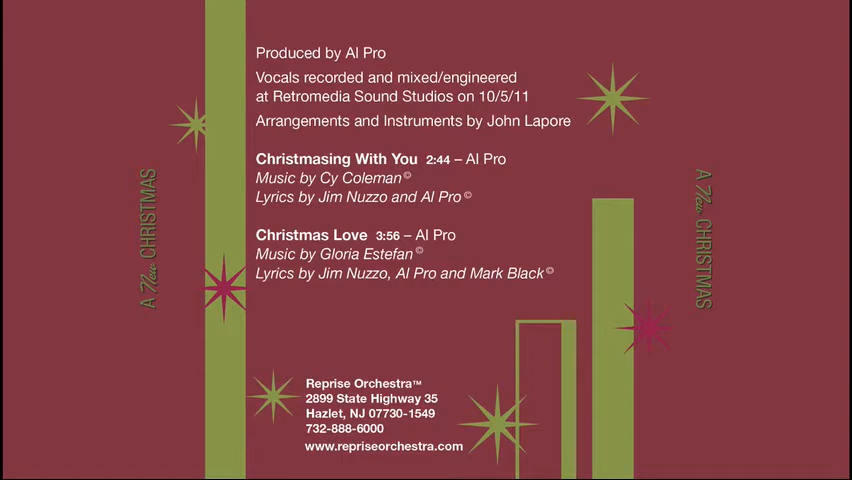 Produced by Al Pro
Vocals recorded and mixed/engineered
at Retromedia Sound Studios on 10/5/11
Arrangements and Instruments by John Lapore
Christmasing With You 2:44 – Al Pro
Music by Cy Coleman©
Lyrics by Jim Nuzzo and Al Pro©
Christmas Love 3:56 – Al Pro
Music by Gloria Estefan©
Lyrics by Jim Nuzzo, Al Pro and Mark Black©
Reprise Orchestra™
2899 State Highway 35
Hazlet, NJ 07730-1549
732-888-6000
www.repriseorchestra.com
A New CHRISTMAS
A New CHRISTMAS